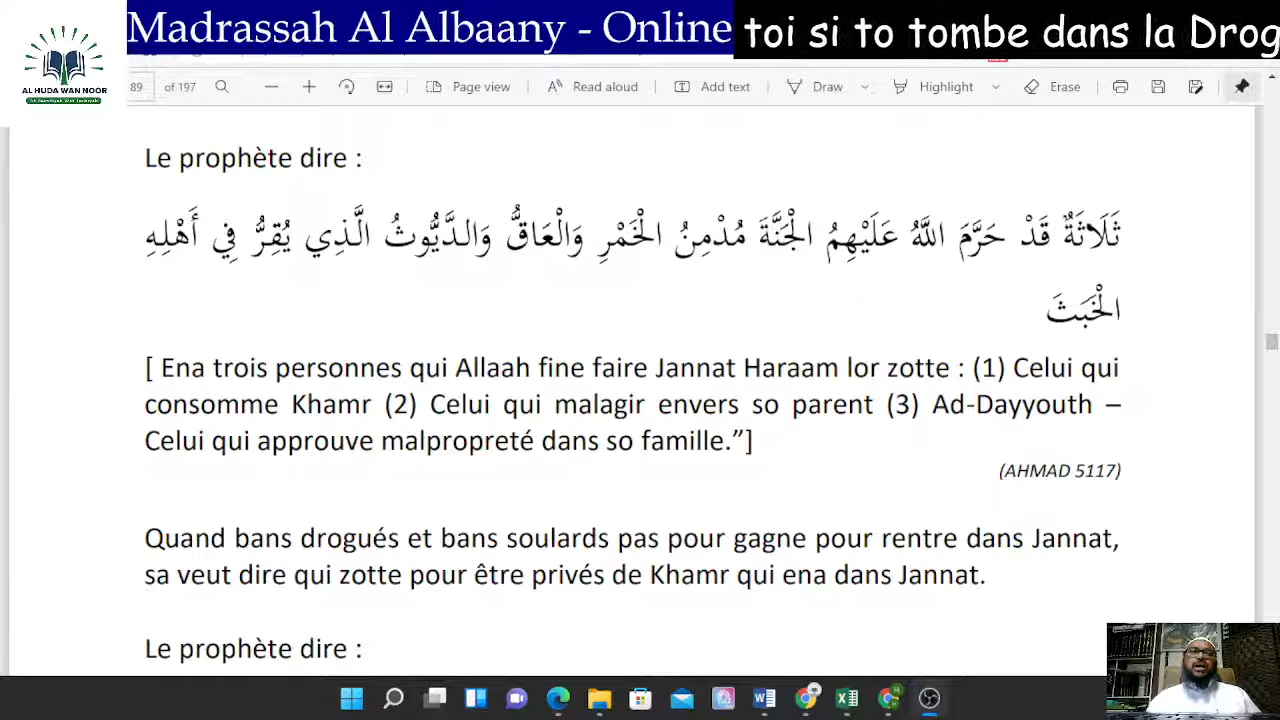 Madrassah Al Albaany - Online
toi si to tombe dans la Drog
AL HUDA WAN NOOR
89 of 197
Page view
Read aloud
Add text
Draw
Highlight
Erase
Le prophète dire :
ثَلَاثَةٌ قَدْ حَرَّمَ اللَّهُ عَلَيْهِمُ الْجَنَّةَ مُدْمِنُ الْخَمْرِ وَالْعَاقُّ وَالدَّيُّوثُ الَّذِي يُقِرُّ فِي أَهْلِهِ
الْخَبَثَ
[ Ena trois personnes qui Allaah fine faire Jannat Haraam lor zotte : (1) Celui qui
consomme Khamr (2) Celui qui malagir envers so parent (3) Ad-Dayyouth –
Celui qui approuve malpropreté dans so famille.”]
(AHMAD 5117)
Quand bans drogués et bans soulards pas pour gagne pour rentre dans Jannat,
sa veut dire qui zotte pour être privés de Khamr qui ena dans Jannat.
Le prophète dire :